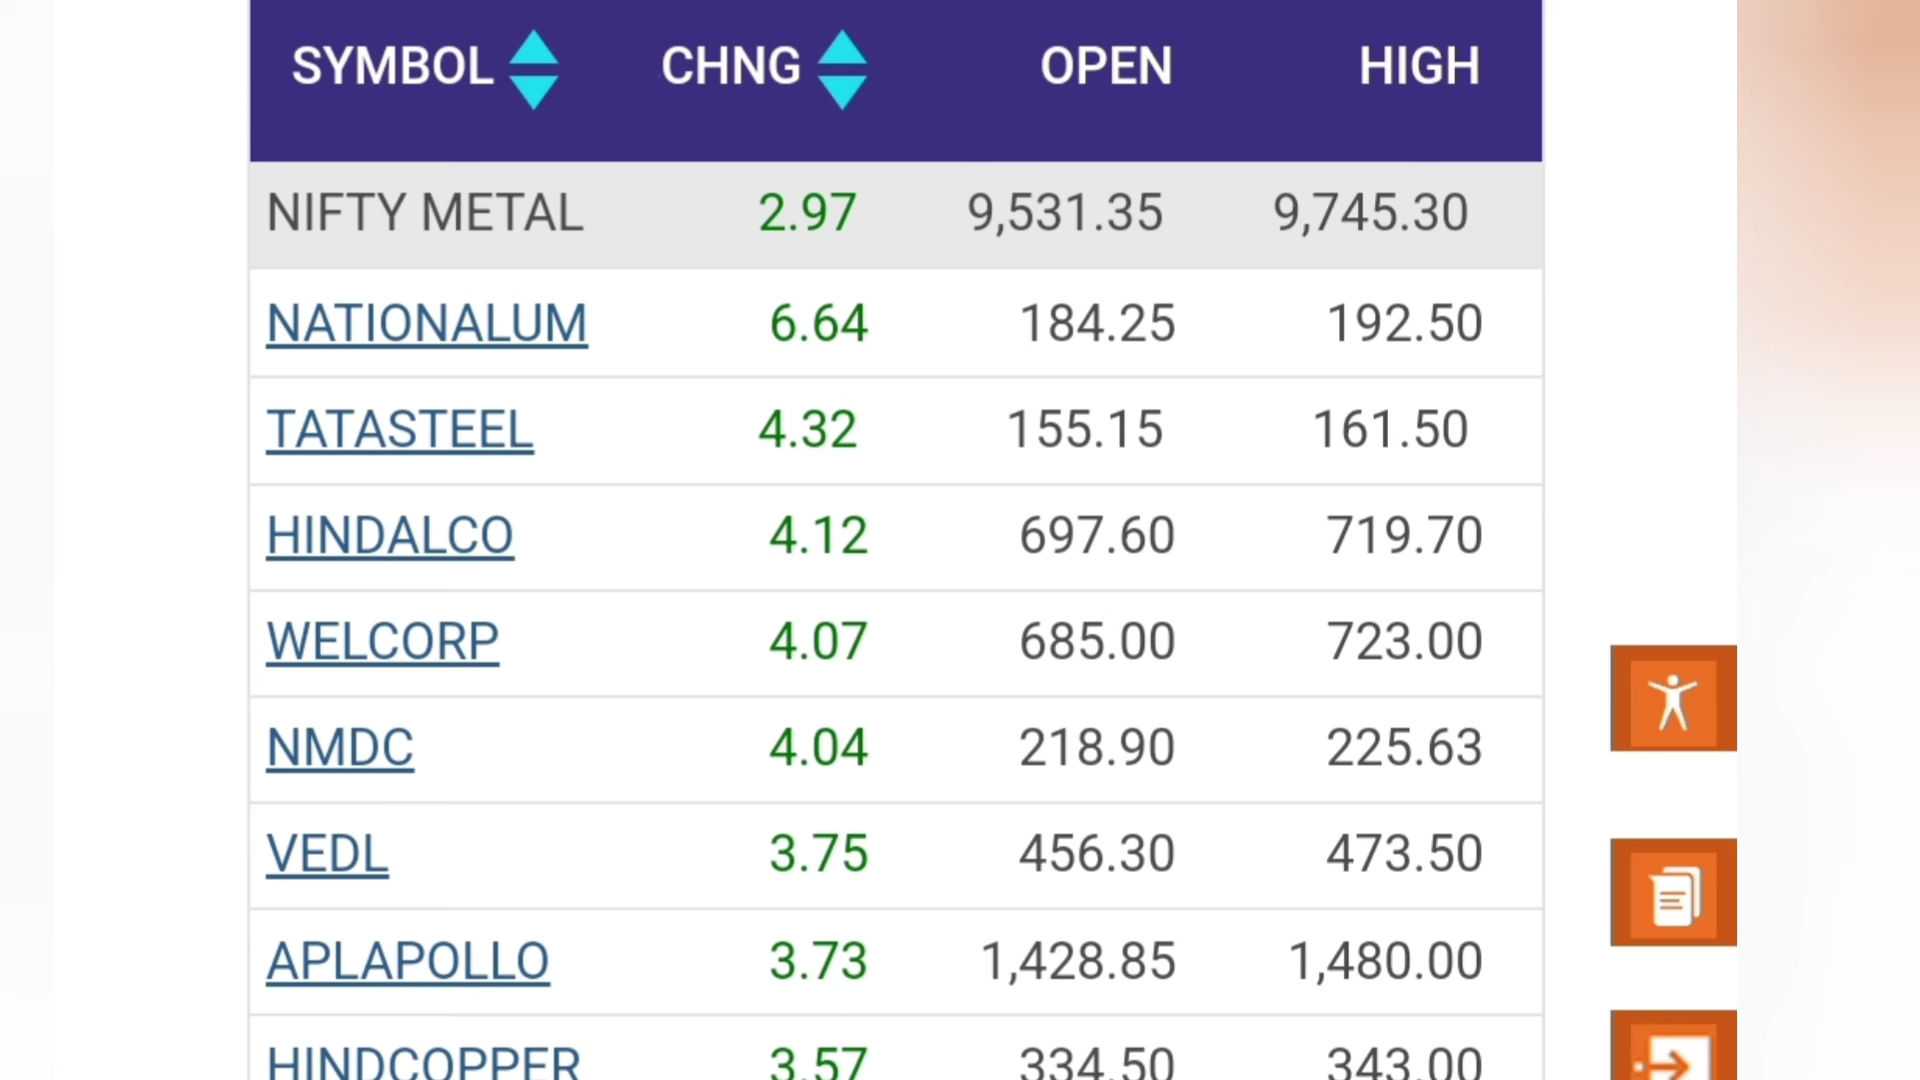 SYMBOL CHNG OPEN HIGH
NIFTY METAL 2.97 9,531.35 9,745.30
NATIONALUM 6.64 184.25 192.50
TATASTEEL 4.32 155.15 161.50
HINDALCO 4.12 697.60 719.70
WELCORP 4.07 685.00 723.00
NMDC 4.04 218.90 225.63
VEDL 3.75 456.30 473.50
APLAPOLLO 3.73 1,428.85 1,480.00
HINDCOPPER 3.57 334.50 343.00